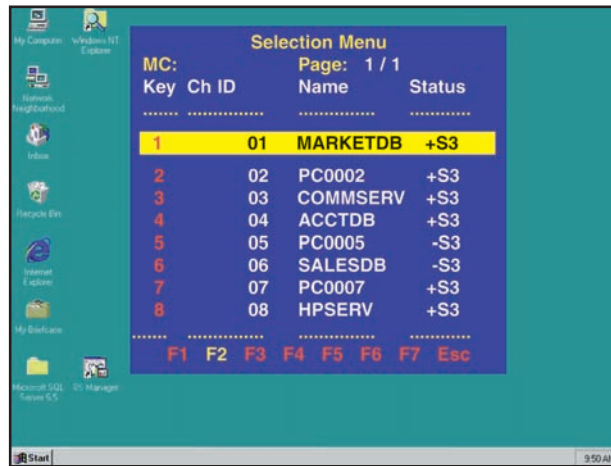 My Computer
Windows NT
Explorer
Network
Neighborhood
Inbox
Recycle Bin
Internet
Explorer
My Briefcase
Microsoft SQL
Server 6.5
Manager
Selection Menu
MC: Page: 1 / 1
Key Ch ID Name Status
1 01 MARKETDB +S3
2 02 PC0002 +S3
3 03 COMMSERV +S3
4 04 ACCTDB +S3
5 05 PC0005 -S3
6 06 SALESDB -S3
7 07 PC0007 +S3
8 08 HPSERV +S3
F1 F2 F3 F4 F5 F6 F7 Esc
Start
9:50 AM